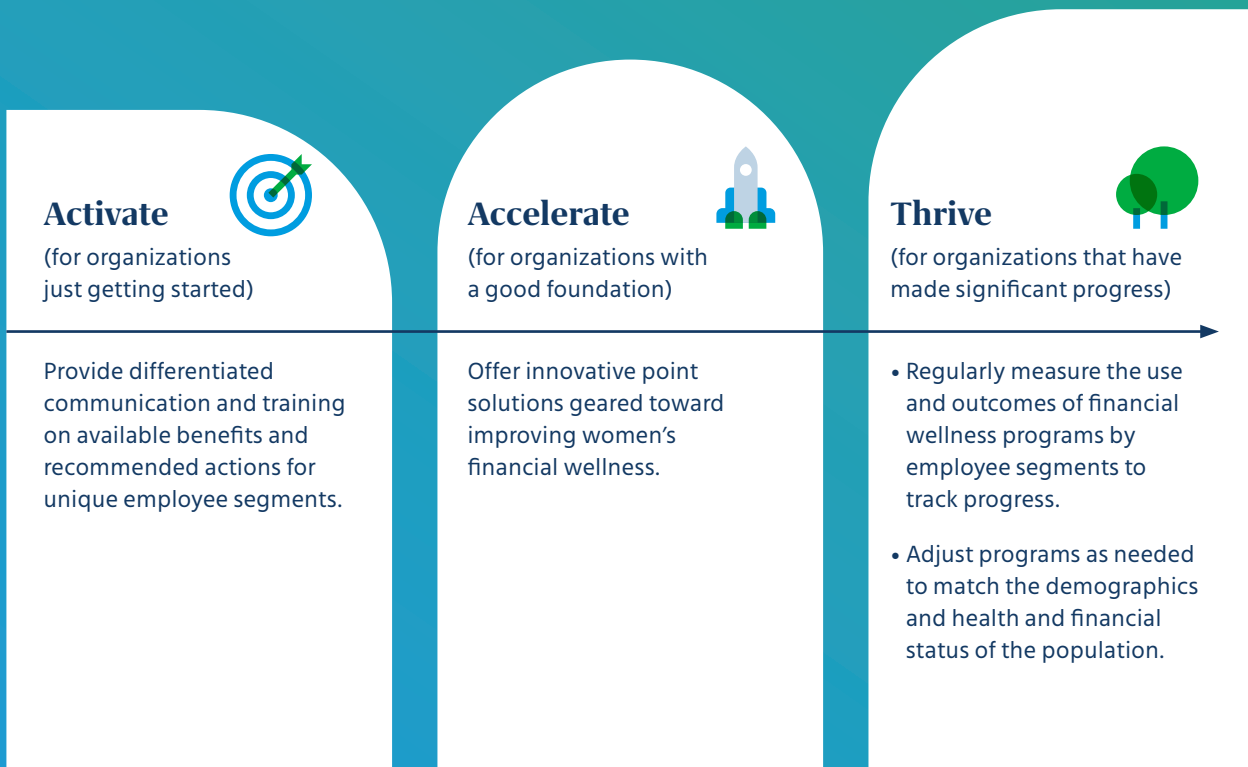 Activate
(for organizations
just getting started)
Provide differentiated
communication and training
on available benefits and
recommended actions for
unique employee segments.
Accelerate
(for organizations with
a good foundation)
Offer innovative point
solutions geared toward
improving women’s
financial wellness.
Thrive
(for organizations that have
made significant progress)
• Regularly measure the use
and outcomes of financial
wellness programs by
employee segments to
track progress.
• Adjust programs as needed
to match the demographics
and health and financial
status of the population.